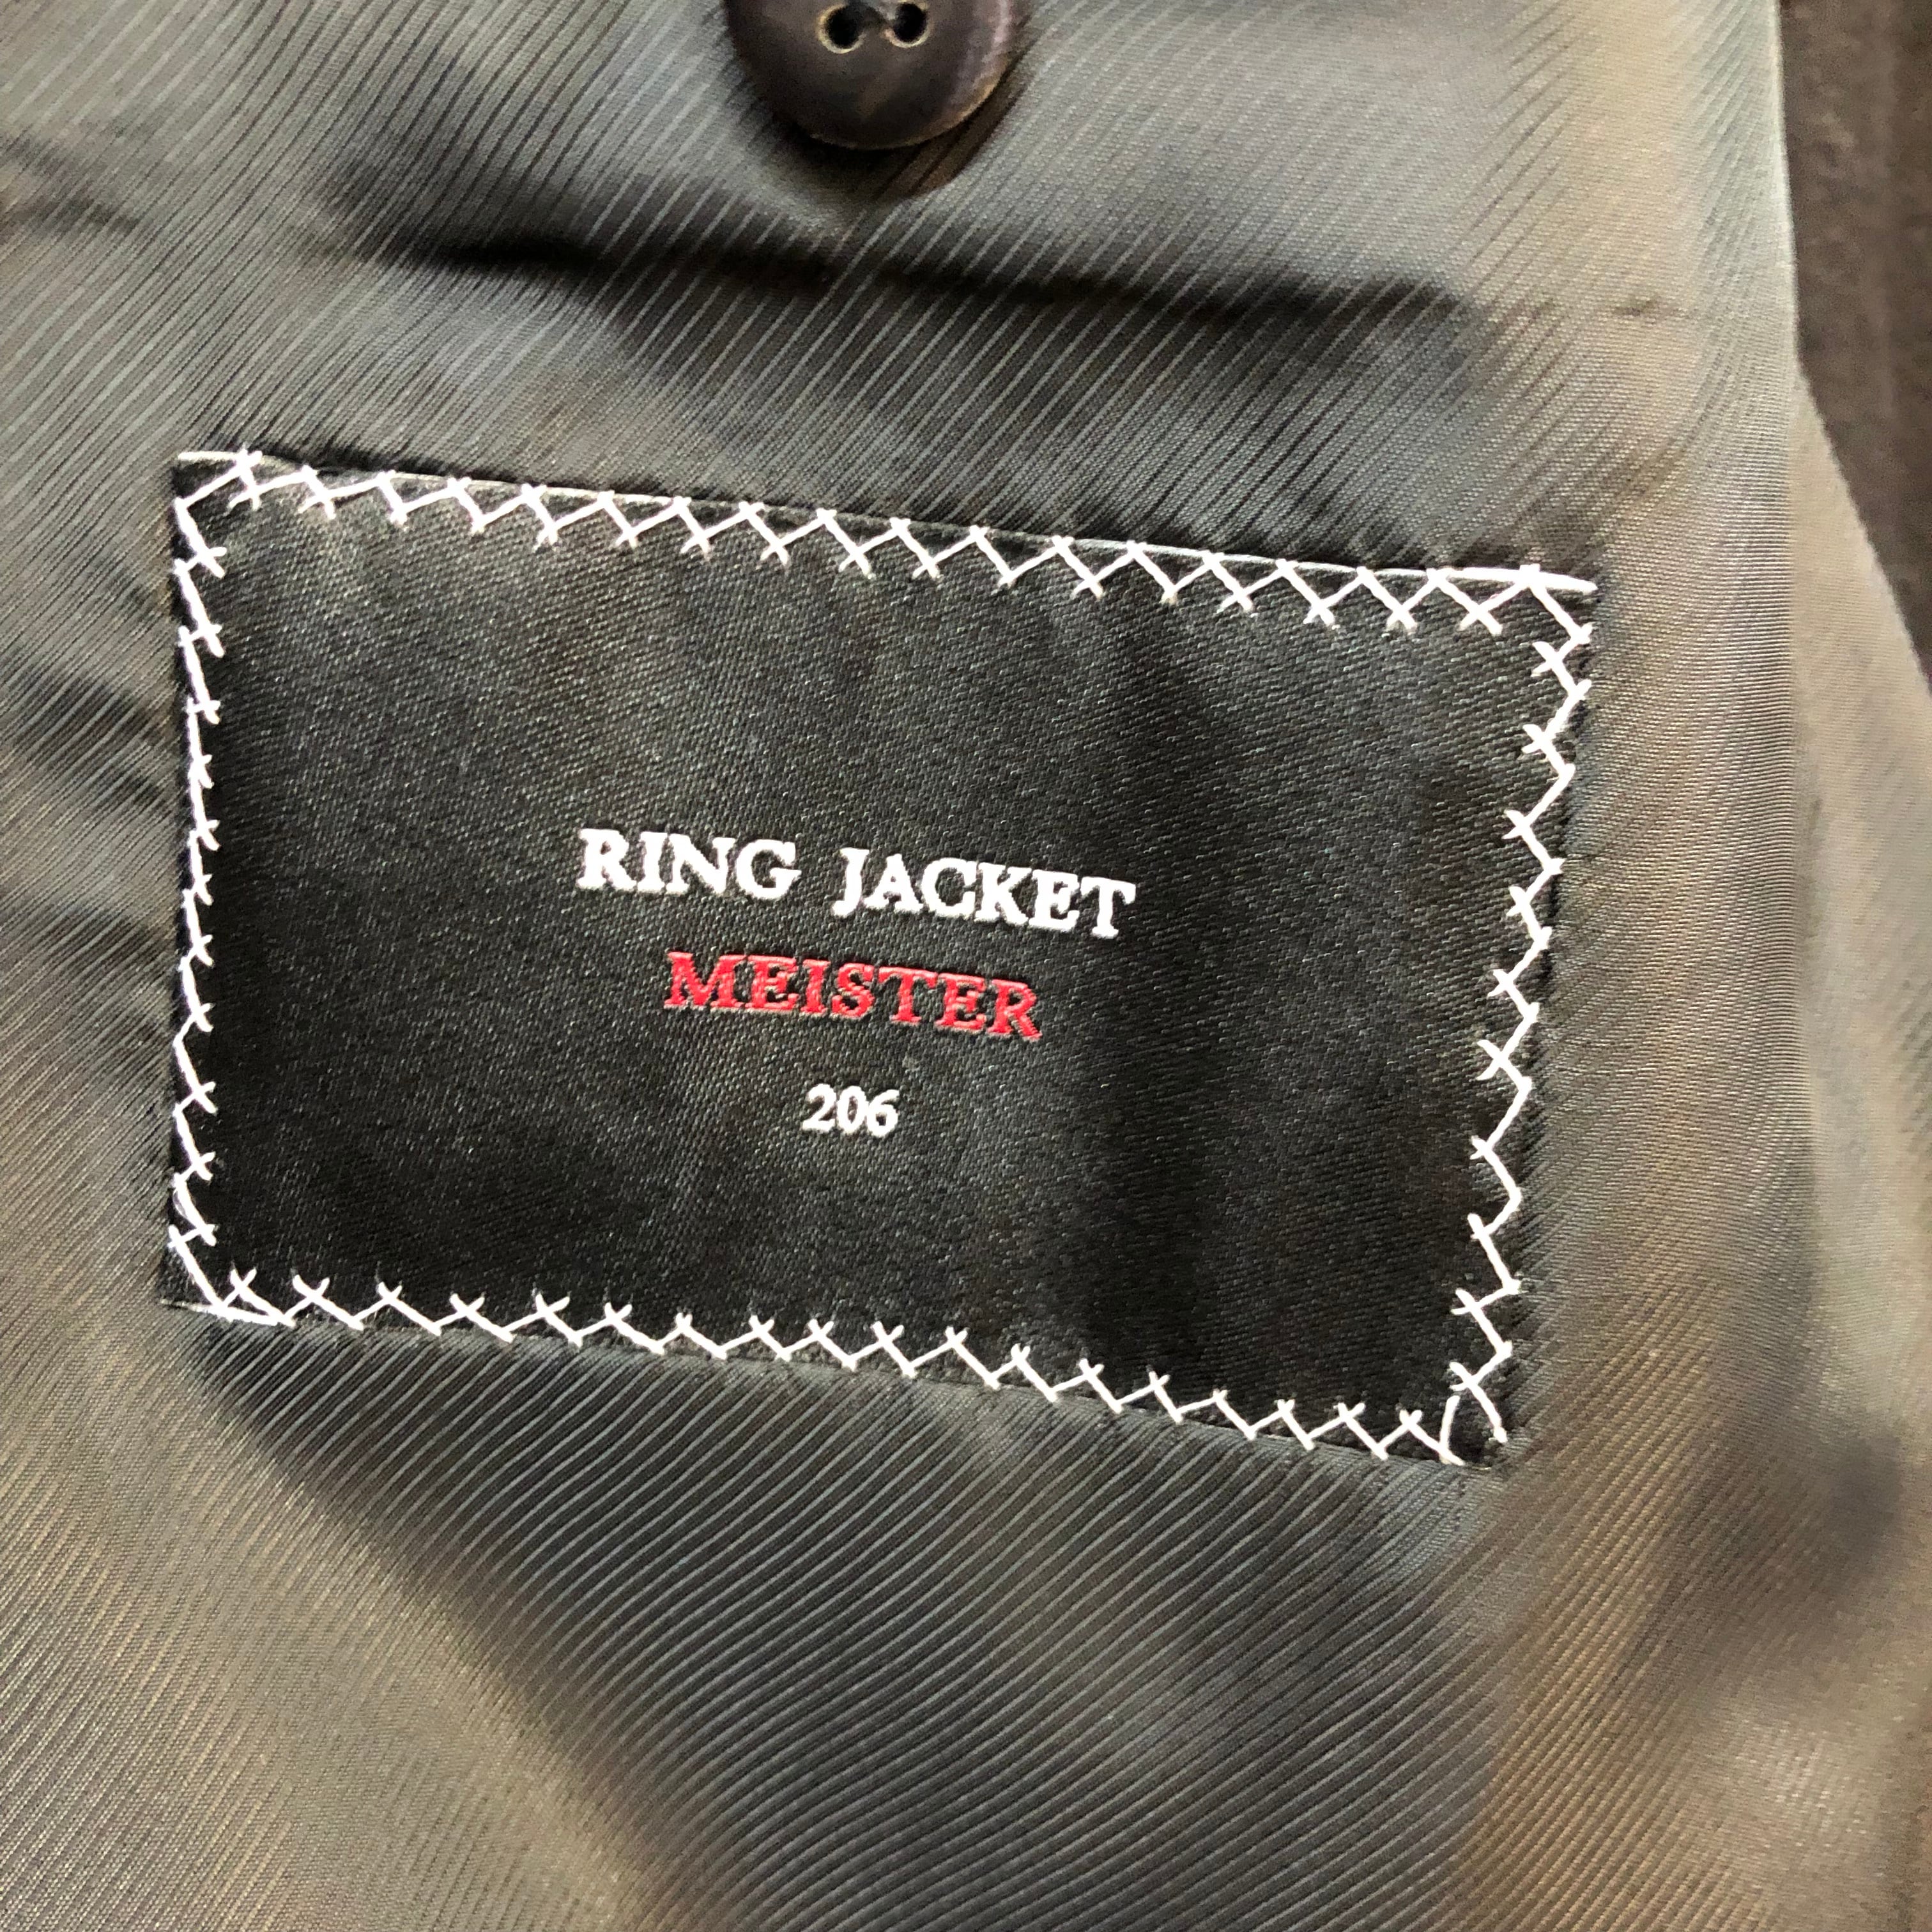 RING JACKET
MEISTER
206